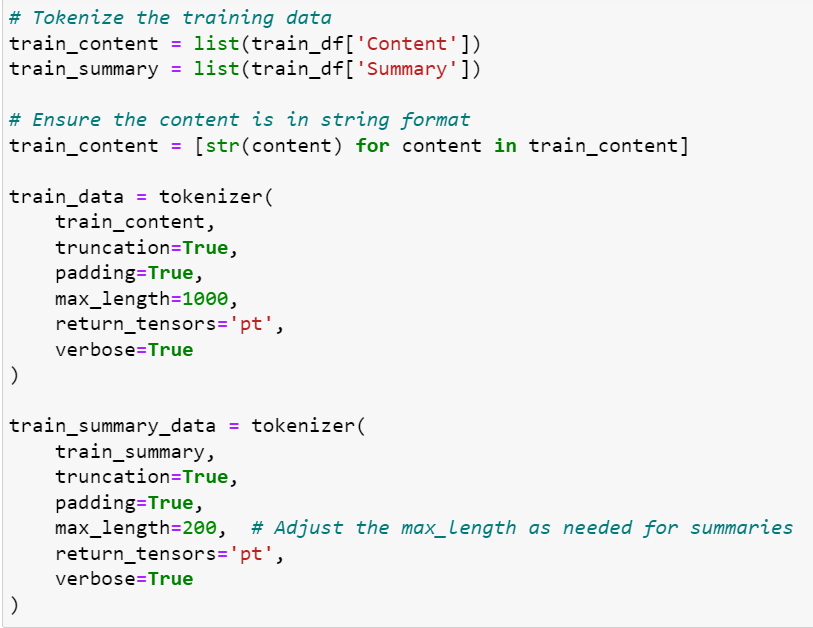 # Tokenize the training data
train_content = list(train_df['Content'])
train_summary = list(train_df['Summary'])

# Ensure the content is in string format
train_content = [str(content) for content in train_content]

train_data = tokenizer(
    train_content,
    truncation=True,
    padding=True,
    max_length=1000,
    return_tensors='pt',
    verbose=True
)

train_summary_data = tokenizer(
    train_summary,
    truncation=True,
    padding=True,
    max_length=200,  # Adjust the max_length as needed for summaries
    return_tensors='pt',
    verbose=True
)